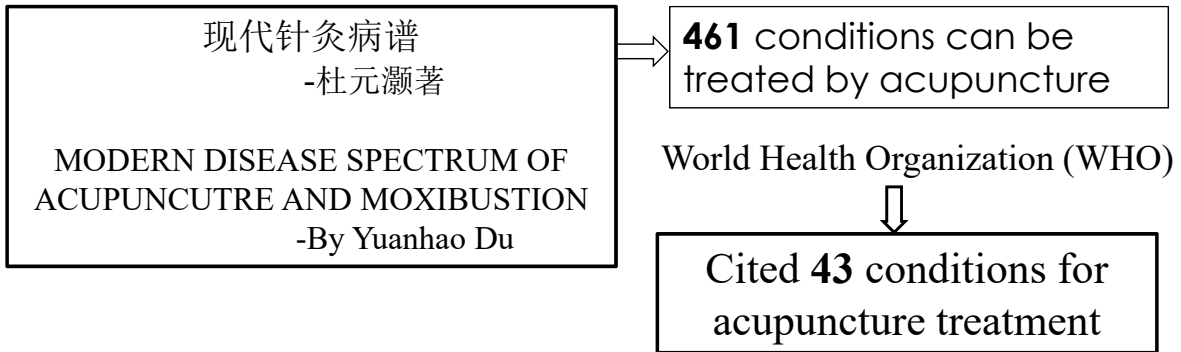 现代针灸病谱
-杜元灏著
MODERN DISEASE SPECTRUM OF
ACUPUNCUTRE AND MOXIBUSTION
-By Yuanhao Du
461 conditions can be
treated by acupuncture
World Health Organization (WHO)
Cited 43 conditions for
acupuncture treatment